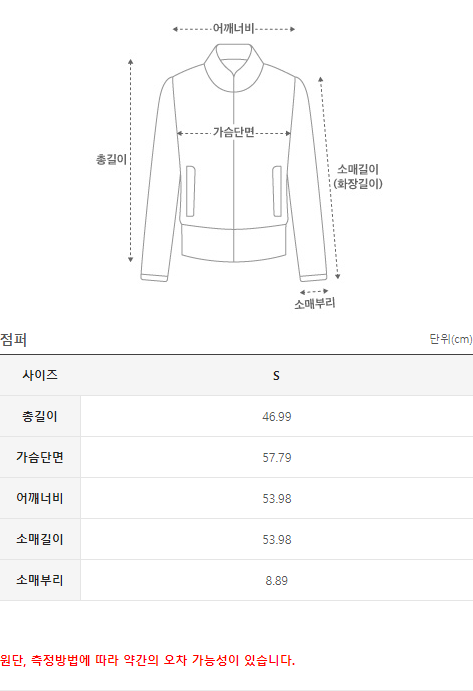 어깨너비
가슴단면
총길이
소매길이
(화장길이)
소매부리
점퍼 단위(cm)
사이즈 S
총길이 46.99
가슴단면 57.79
어깨너비 53.98
소매길이 53.98
소매부리 8.89
원단, 측정방법에 따라 약간의 오차 가능성이 있습니다.